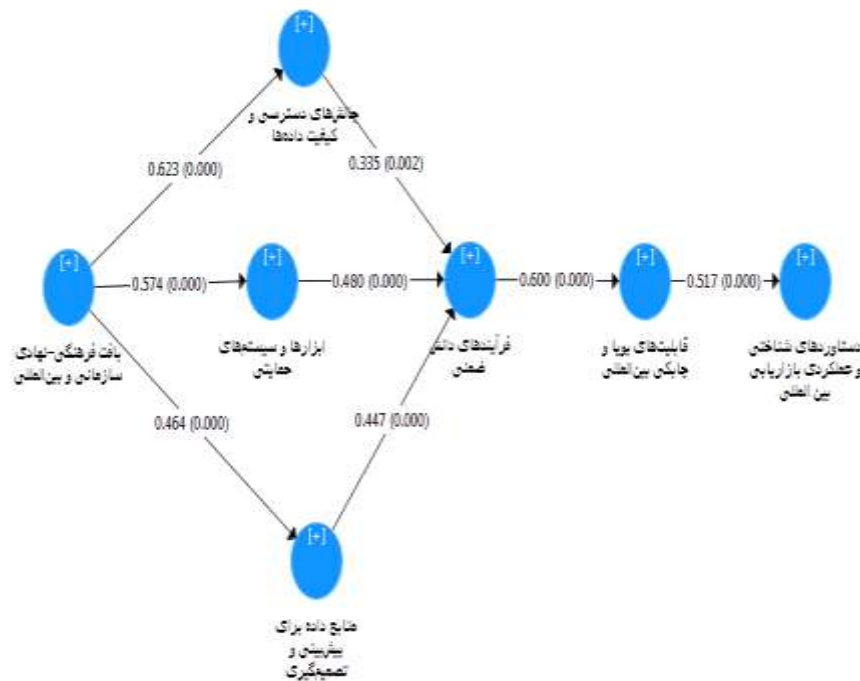 [+]
چالش‌های دسترسی و
کیفیت داده‌ها
0.623 (0.000)
0.335 (0.002)
[+]
بافت فرهنگی-نهادی
سازمانی و بین‌المللی
0.574 (0.000)
[+]
ابزارها و سیستم‌های
حمایتی
0.480 (0.000)
[+]
فرآیندهای دانش
ضمنی
0.600 (0.000)
[+]
قابلیت‌های پویا و
چابکی بین‌المللی
0.517 (0.000)
[+]
دستاوردهای شناختی
و عملکردی بازاریابی
بین المللی
0.464 (0.000)
0.447 (0.000)
[+]
منابع داده برای
پیش‌بینی و
تصمیم‌گیری